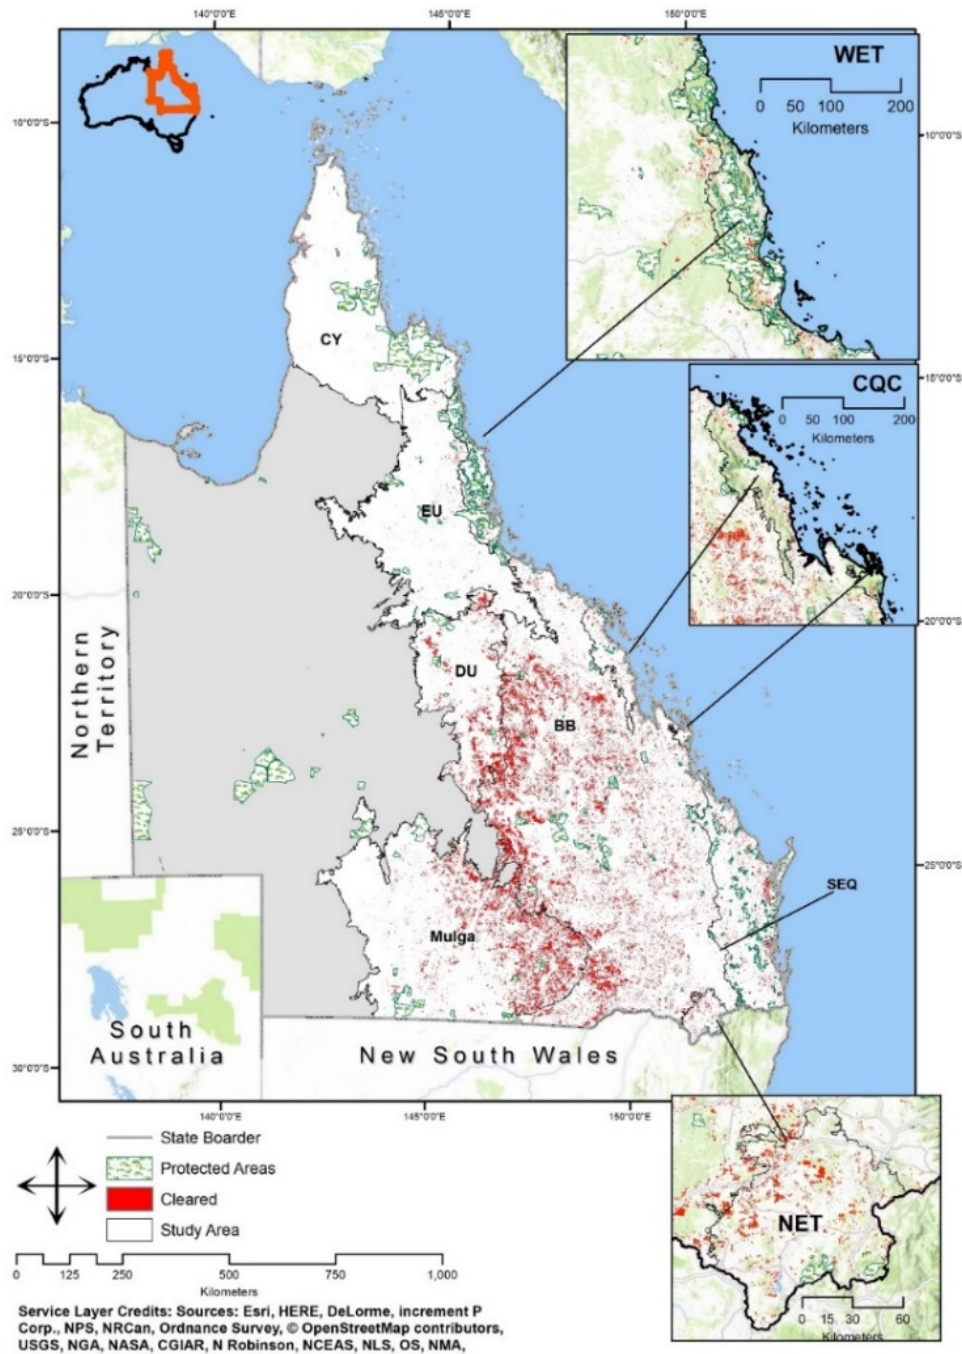 140°0'0"E 145°0'0"E 150°0'0"E
WET
0 50 100 200
Kilometers
10°0'0"S
10°0'0"S
CY
15°0'0"S
15°0'0"S
CQC
0 50 100 200
Kilometers
EU
20°0'0"S
20°0'0"S
Northern
Territory
DU
BB
25°0'0"S
25°0'0"S
SEQ
Mulga
South
Australia
New South Wales
30°0'0"S
140°0'0"E 145°0'0"E 150°0'0"E
State Boarder
Protected Areas
Cleared
Study Area
NET
0 15 30 60
Kilometers
0 125 250 500 750 1,000
Kilometers
Service Layer Credits: Sources: Esri, HERE, DeLorme, increment P
Corp., NPS, NRCan, Ordnance Survey, © OpenStreetMap contributors,
USGS, NGA, NASA, CGIAR, N Robinson, NCEAS, NLS, OS, NMA,